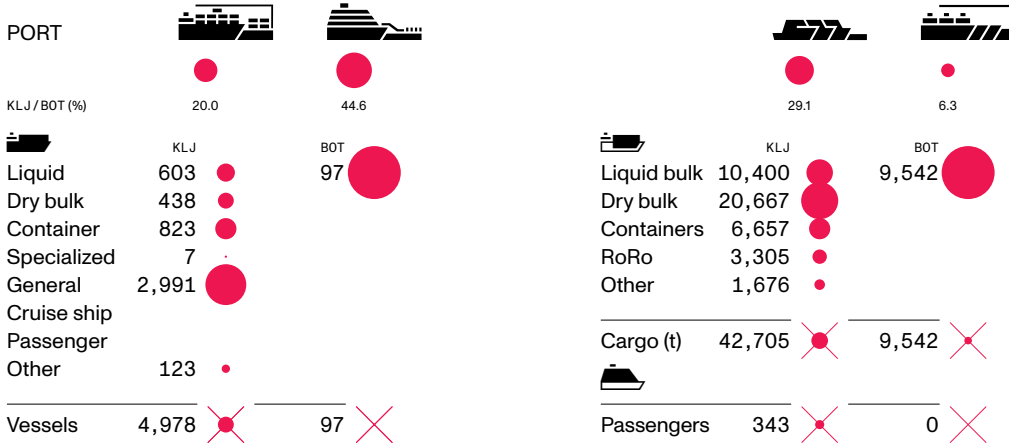 PORT
KLJ / BOT (%) 20.0 44.6 29.1 6.3
KLJ BOT
Liquid 603 97
Dry bulk 438
Container 823
Specialized 7
General 2,991
Cruise ship
Passenger
Other 123
Vessels 4,978 97
KLJ BOT
Liquid bulk 10,400 9,542
Dry bulk 20,667
Containers 6,657
RoRo 3,305
Other 1,676
Cargo (t) 42,705 9,542
Passengers 343 0